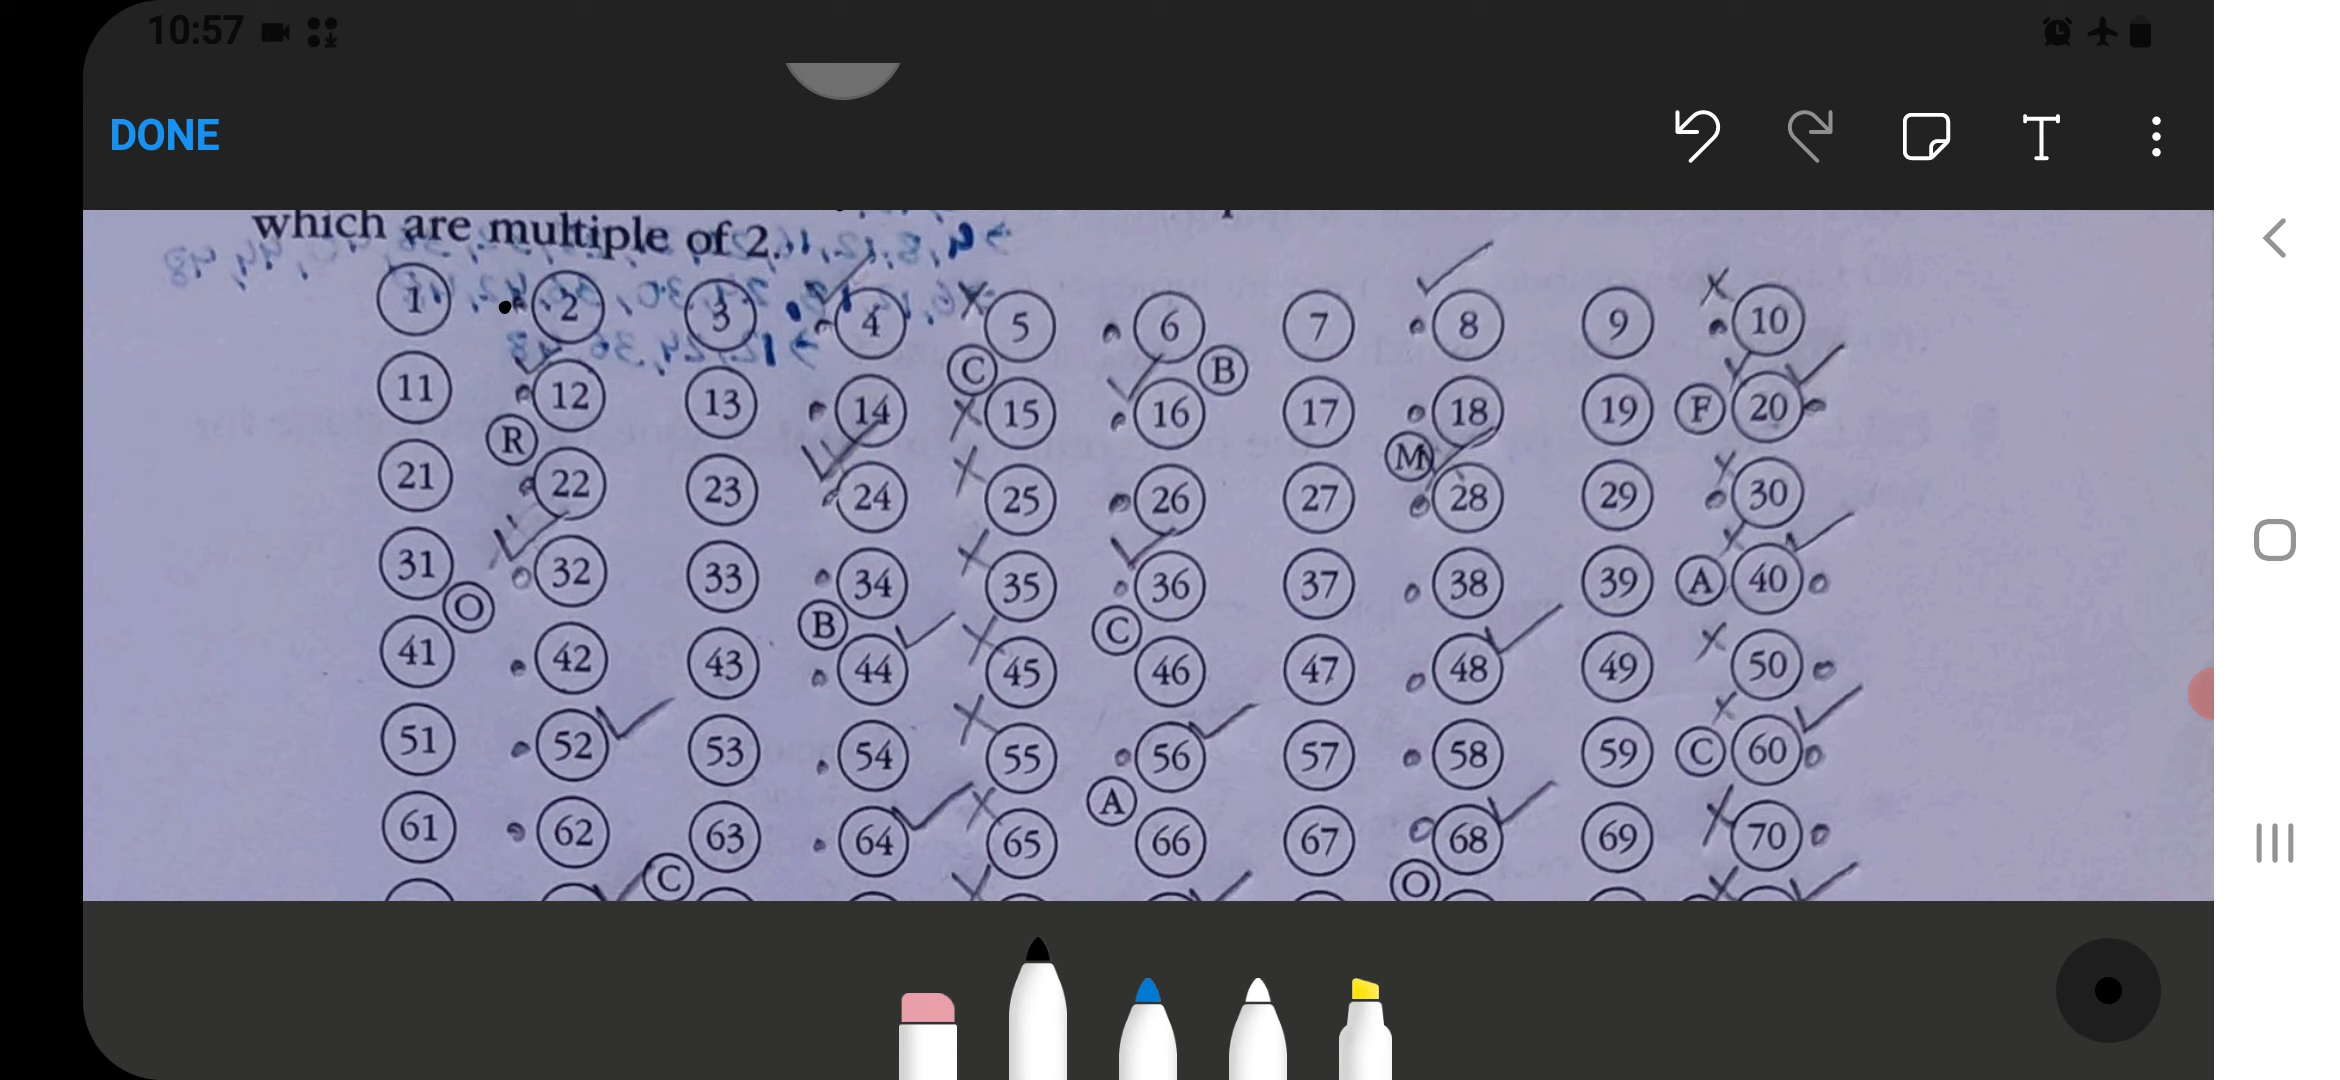 10:57
DONE
T
which are multiple of 2.
1 2 3 4 5 6 7 8 9 10
C B
11 12 13 14 15 16 17 18 19 F 20
R M
21 22 23 24 25 26 27 28 29 30
31 32 33 34 35 36 37 38 39 A 40
O B C
41 42 43 44 45 46 47 48 49 50
51 52 53 54 55 56 57 58 59 C 60
A
61 62 63 64 65 66 67 68 69 70
C O